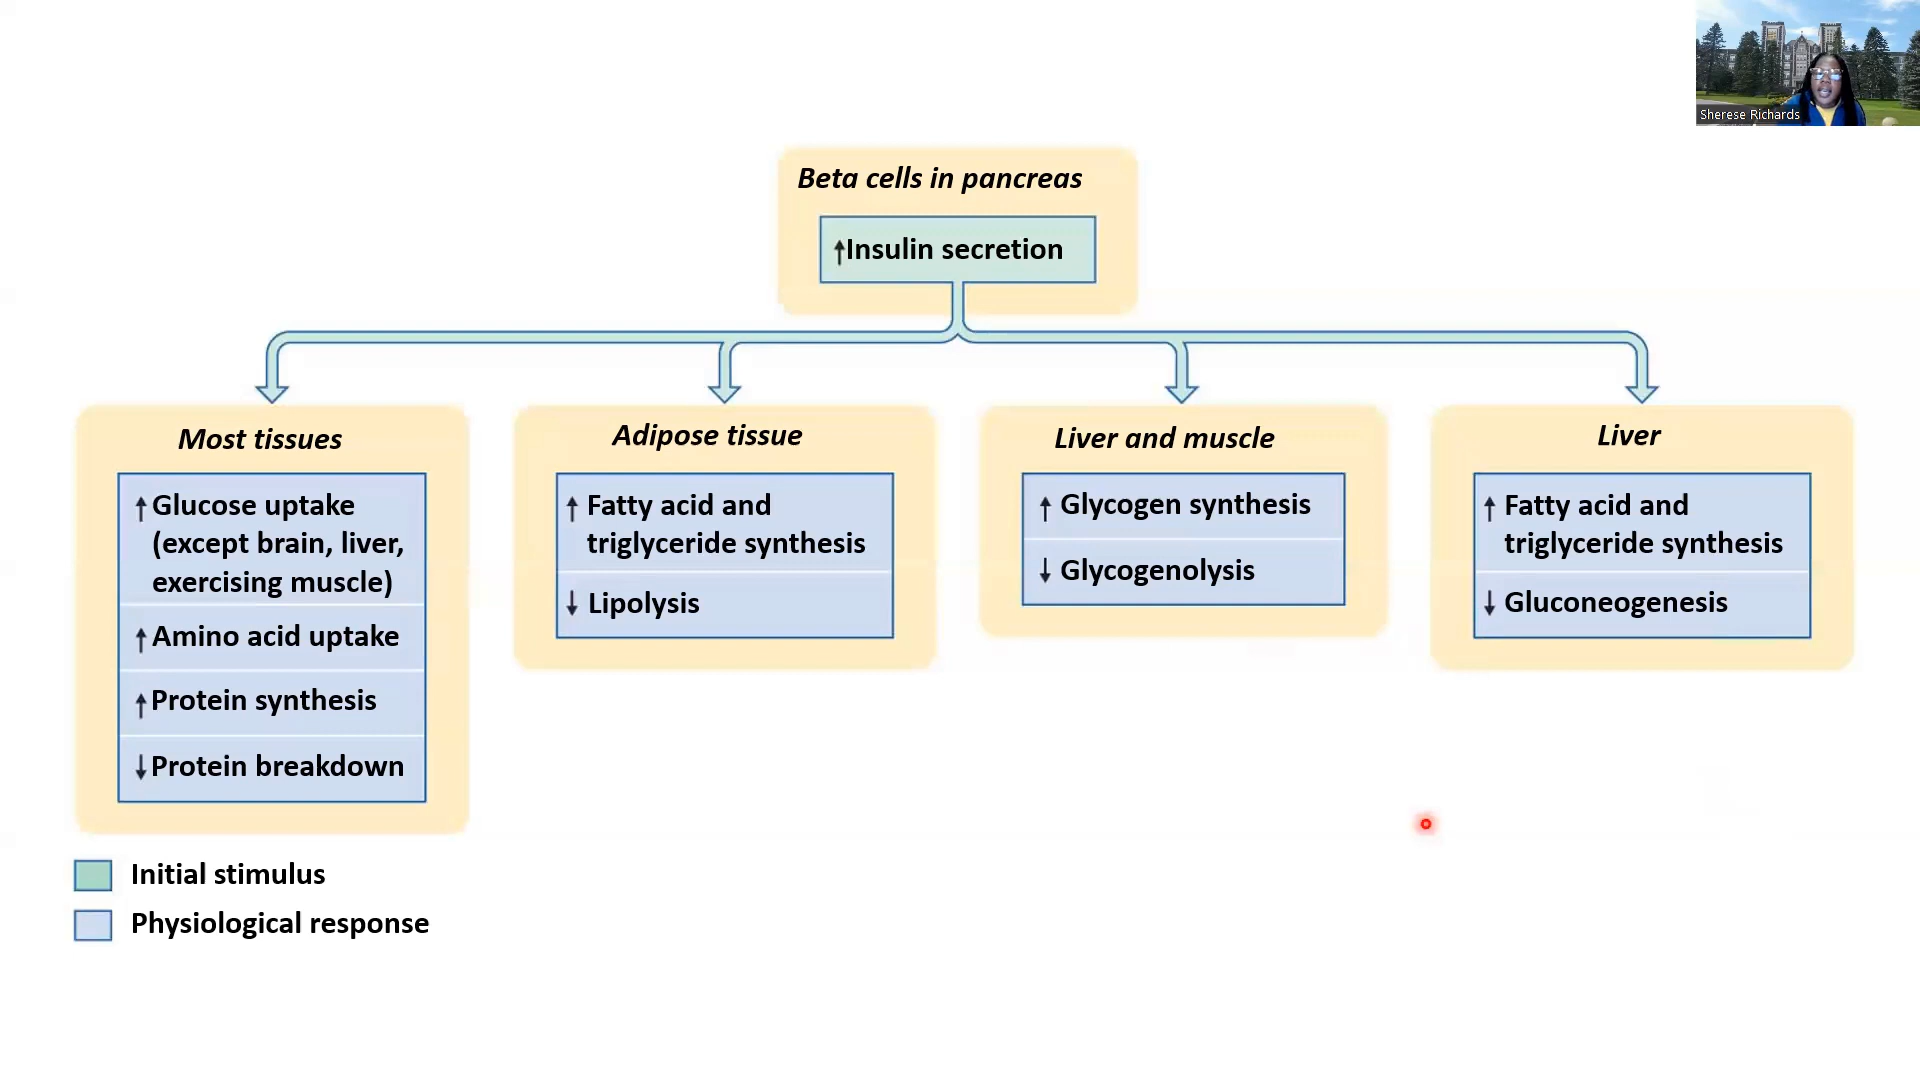 Sherese Richards
Beta cells in pancreas
↑Insulin secretion
Most tissues
↑ Glucose uptake
(except brain, liver,
exercising muscle)
↑ Amino acid uptake
↑ Protein synthesis
↓ Protein breakdown
Adipose tissue
↑ Fatty acid and
triglyceride synthesis
↓ Lipolysis
Liver and muscle
↑ Glycogen synthesis
↓ Glycogenolysis
Liver
↑ Fatty acid and
triglyceride synthesis
↓ Gluconeogenesis
Initial stimulus
Physiological response